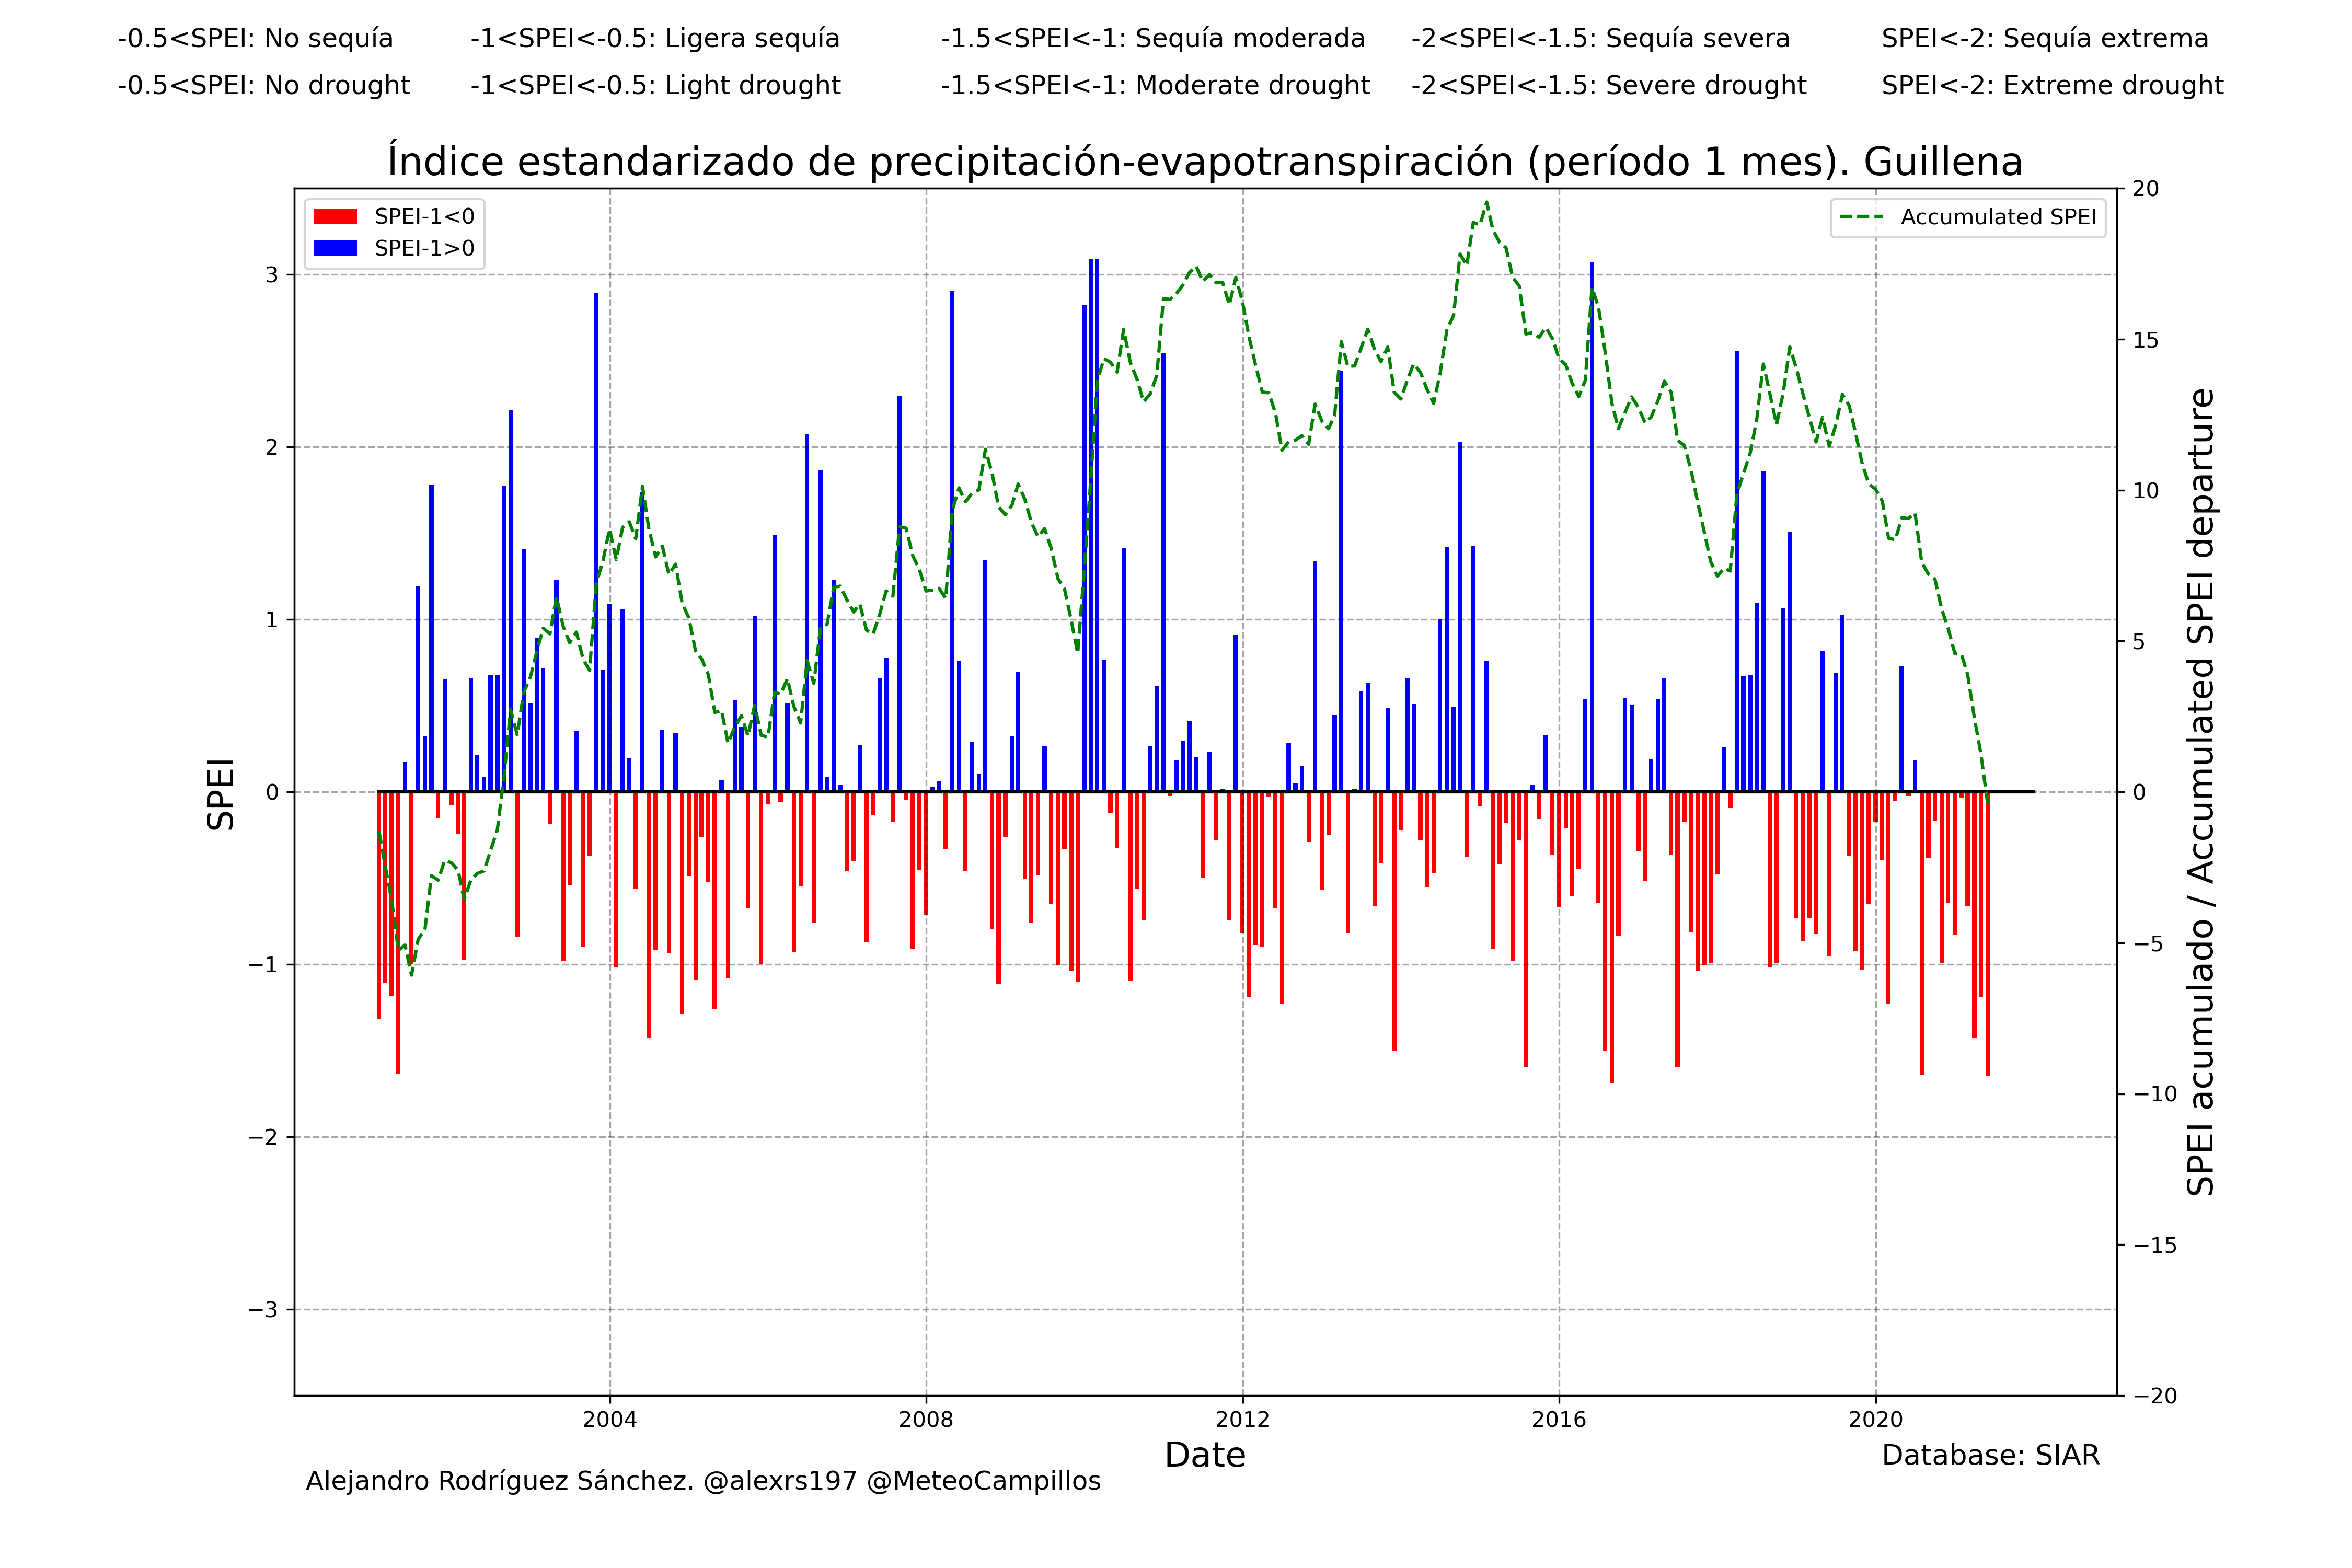 -0.5<SPEI: No sequía -1<SPEI<-0.5: Ligera sequía -1.5<SPEI<-1: Sequía moderada -2<SPEI<-1.5: Sequía severa SPEI<-2: Sequía extrema
-0.5<SPEI: No drought -1<SPEI<-0.5: Light drought -1.5<SPEI<-1: Moderate drought -2<SPEI<-1.5: Severe drought SPEI<-2: Extreme drought
Índice estandarizado de precipitación-evapotranspiración (período 1 mes). Guillena
SPEI-1<0
SPEI-1>0
Accumulated SPEI
SPEI
3
2
1
0
−1
−2
−3
20
15
10
5
0
−5
−10
−15
−20
SPEI acumulado / Accumulated SPEI departure
2004 2008 2012 2016 2020
Date
Database: SIAR
Alejandro Rodríguez Sánchez. @alexrs197 @MeteoCampillos